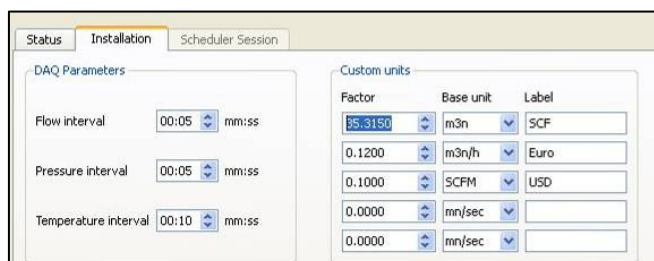 Status Installation Scheduler Session
DAQ Parameters
Flow interval 00:05 mm:ss
Pressure interval 00:05 mm:ss
Temperature interval 00:10 mm:ss
Custom units
Factor Base unit Label
35.3150 m3n SCF
0.1200 m3n/h Euro
0.1000 SCFM USD
0.0000 mn/sec
0.0000 mn/sec